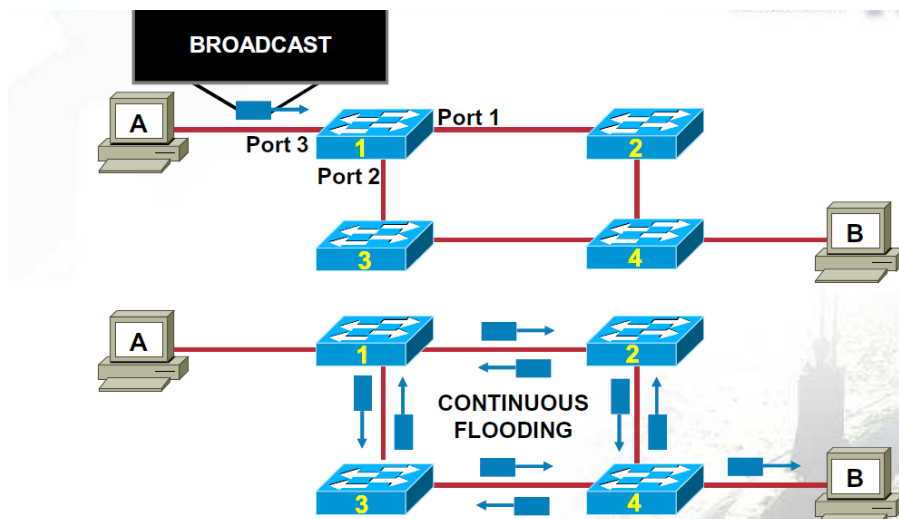 BROADCAST
A
Port 3
1
Port 1
2
Port 2
3
4
B
A
1
2
CONTINUOUS
FLOODING
3
4
B